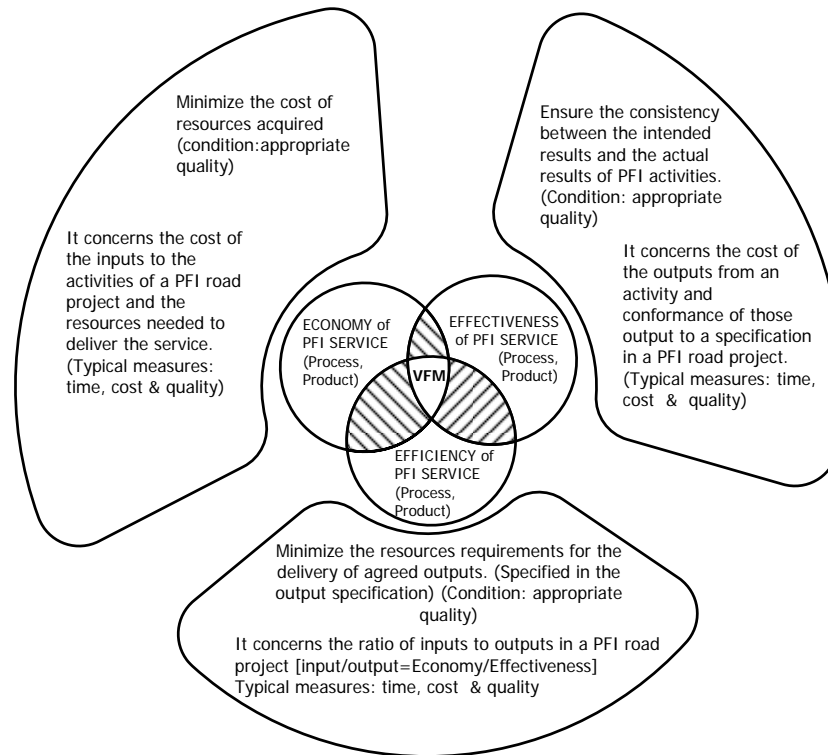 Minimize the cost of
resources acquired
(condition:appropriate
quality)
It concerns the cost of
the inputs to the
activities of a PFI road
project and the
resources needed to
deliver the service.
(Typical measures:
time, cost & quality)
Ensure the consistency
between the intended
results and the actual
results of PFI activities.
(Condition: appropriate
quality)
It concerns the cost of
the outputs from an
activity and
conformance of those
output to a specification
in a PFI road project.
(Typical measures: time,
cost & quality)
ECONOMY of
PFI SERVICE
(Process,
Product)
EFFECTIVENESS
of PFI SERVICE
(Process,
Product)
VFM
EFFICIENCY of
PFI SERVICE
(Process,
Product)
Minimize the resources requirements for the
delivery of agreed outputs. (Specified in the
output specification) (Condition: appropriate
quality)
It concerns the ratio of inputs to outputs in a PFI road
project [input/output=Economy/Effectiveness]
Typical measures: time, cost & quality